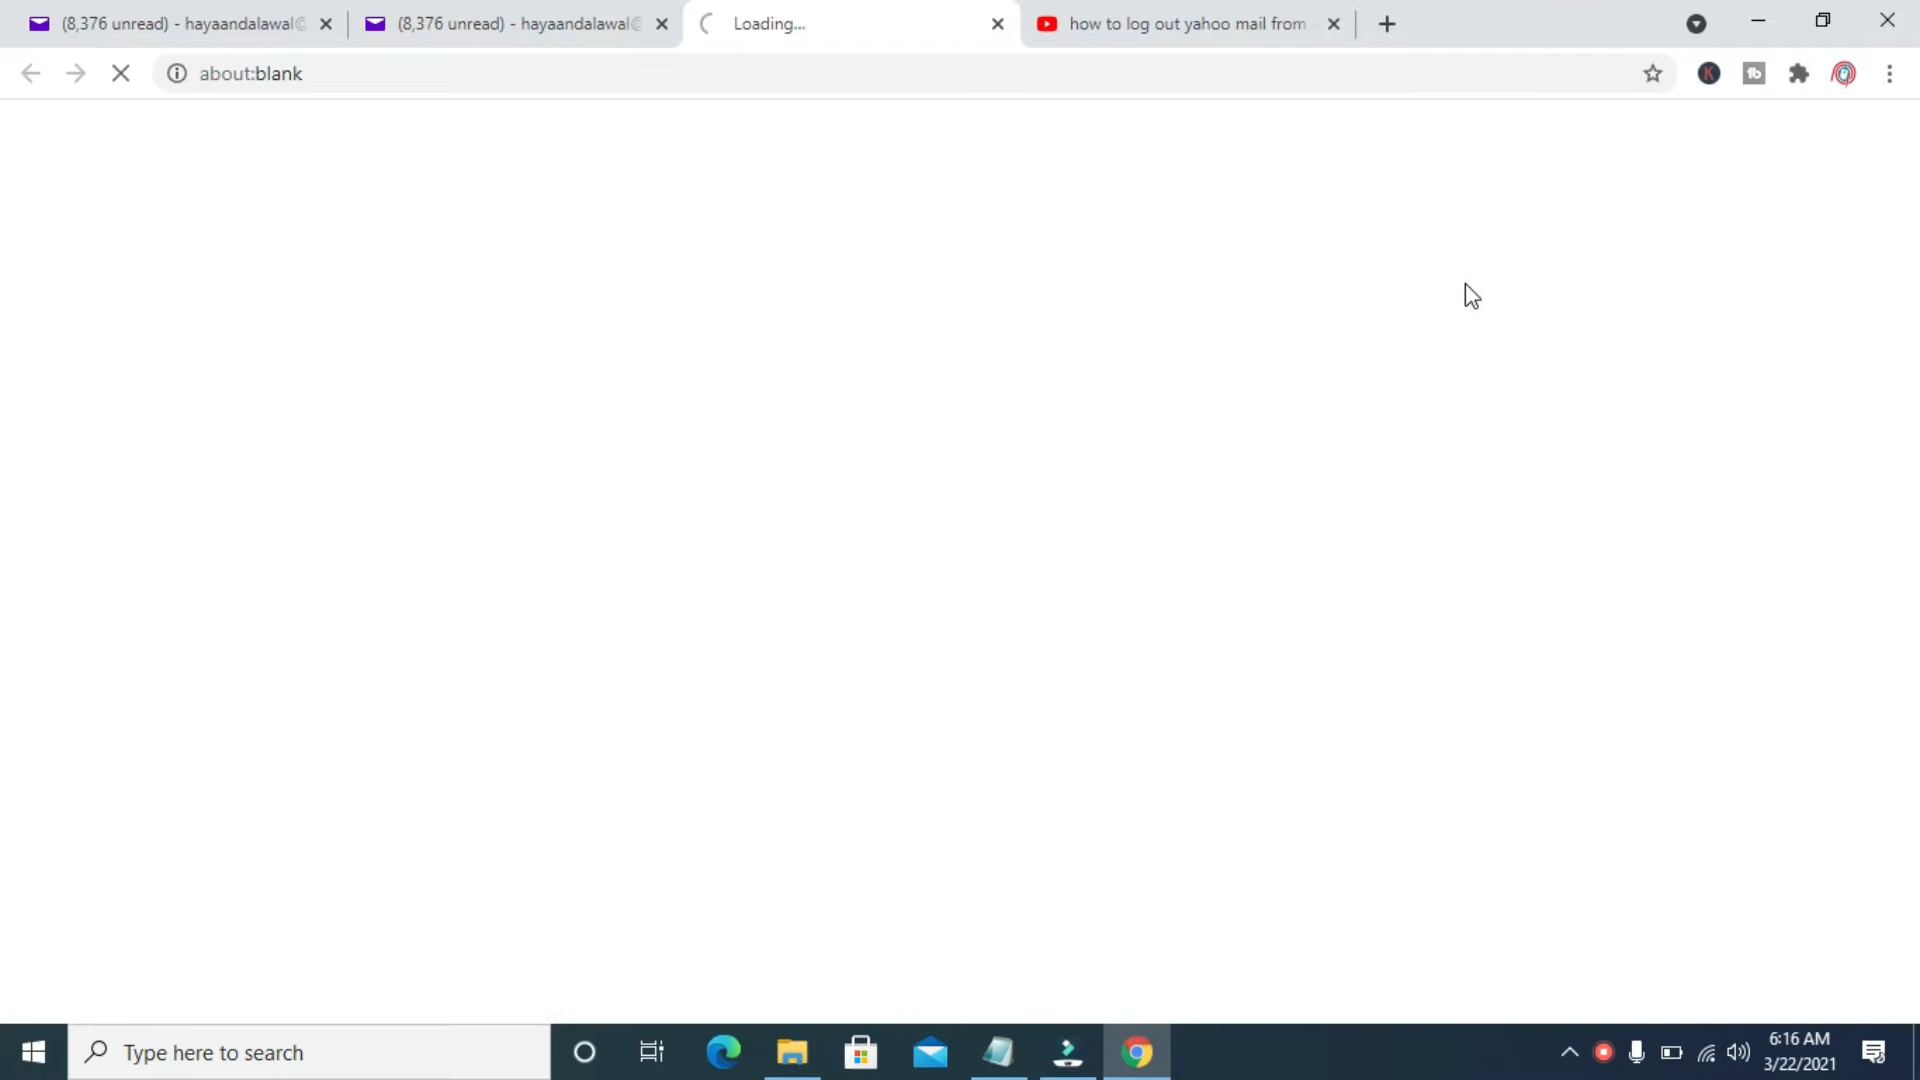 (8,376 unread) - hayaandalawal@
(8,376 unread) - hayaandalawal@
Loading...
how to log out yahoo mail from
about:blank
K
tb
Type here to search
6:16 AM
3/22/2021